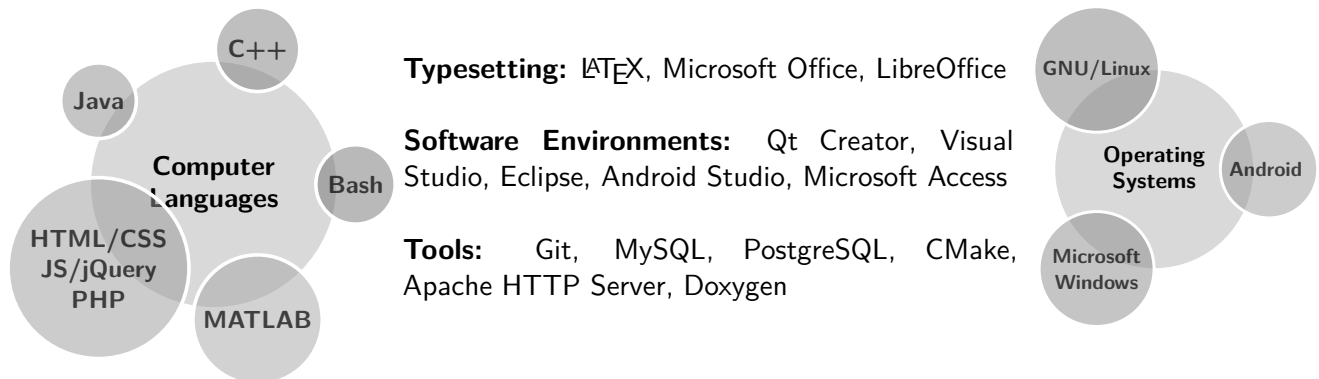 C++
Java
Computer
Languages
Bash
HTML/CSS
JS/jQuery
PHP
MATLAB
Typesetting: LATEX, Microsoft Office, LibreOffice
Software Environments: Qt Creator, Visual
Studio, Eclipse, Android Studio, Microsoft Access
Tools: Git, MySQL, PostgreSQL, CMake,
Apache HTTP Server, Doxygen
GNU/Linux
Operating
Systems
Android
Microsoft
Windows